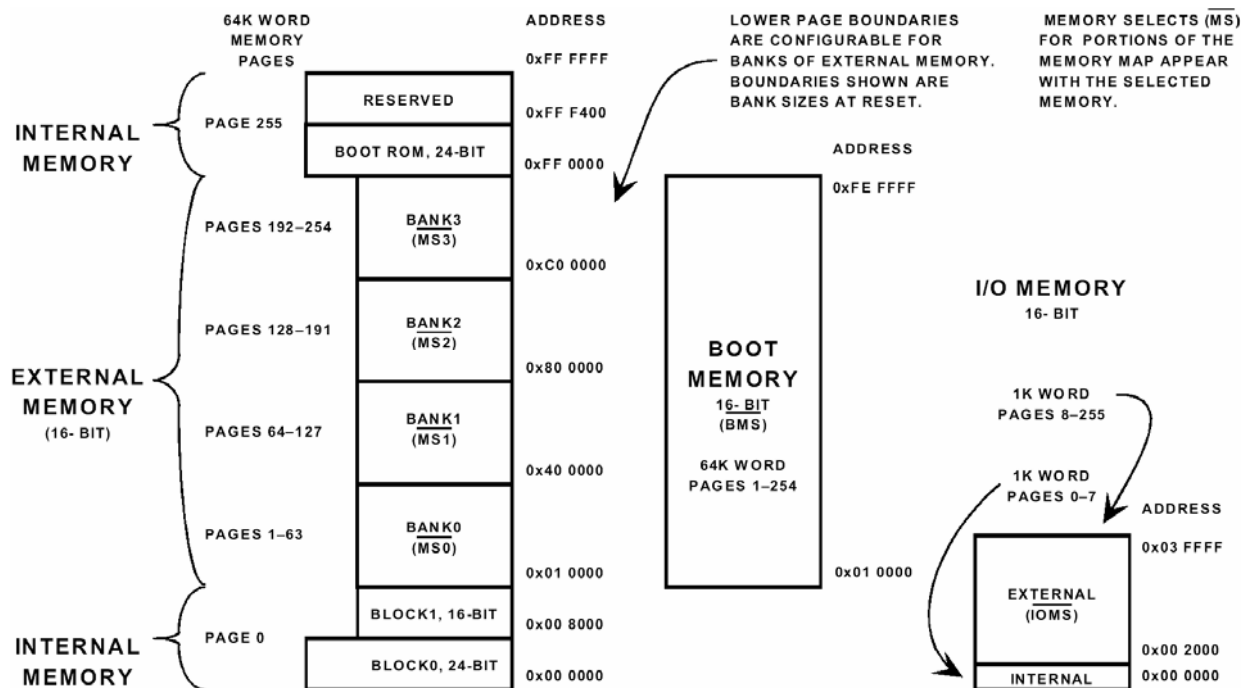 64K WORD
MEMORY
PAGES
ADDRESS
0xFF FFFF
RESERVED
0xFF F400
PAGE 255
INTERNAL
MEMORY
BOOT ROM, 24-BIT
0xFF 0000
PAGES 192–254
BANK3
(MS3)
0xC0 0000
PAGES 128–191
BANK2
(MS2)
0x80 0000
EXTERNAL
MEMORY
(16- BIT)
PAGES 64–127
BANK1
(MS1)
0x40 0000
PAGES 1–63
BANK0
(MS0)
0x01 0000
BLOCK1, 16-BIT
0x00 8000
PAGE 0
INTERNAL
MEMORY
BLOCK0, 24-BIT
0x00 0000
LOWER PAGE BOUNDARIES
ARE CONFIGURABLE FOR
BANKS OF EXTERNAL MEMORY.
BOUNDARIES SHOWN ARE
BANK SIZES AT RESET.
MEMORY SELECTS (MS)
FOR PORTIONS OF THE
MEMORY MAP APPEAR
WITH THE SELECTED
MEMORY.
ADDRESS
0xFE FFFF
BOOT
MEMORY
16- BIT
(BMS)
64K WORD
PAGES 1–254
0x01 0000
I/O MEMORY
16- BIT
1K WORD
PAGES 8–255
1K WORD
PAGES 0–7
ADDRESS
0x03 FFFF
EXTERNAL
(IOMS)
0x00 2000
INTERNAL
0x00 0000